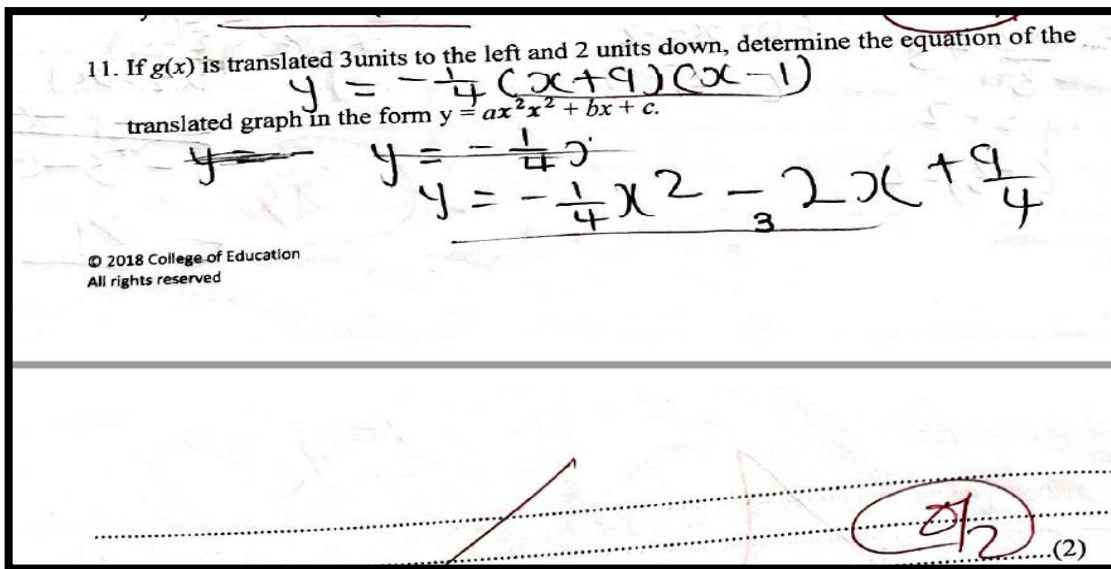 11. If g(x) is translated 3units to the left and 2 units down, determine the equation of the
y = -1/4 (x+9)(x-1)
translated graph in the form y = ax²x² + bx + c.
y = - y = -1/4 x
y = -1/4 x² - 2x + 9/4
3
© 2018 College of Education
All rights reserved
0/2
(2)